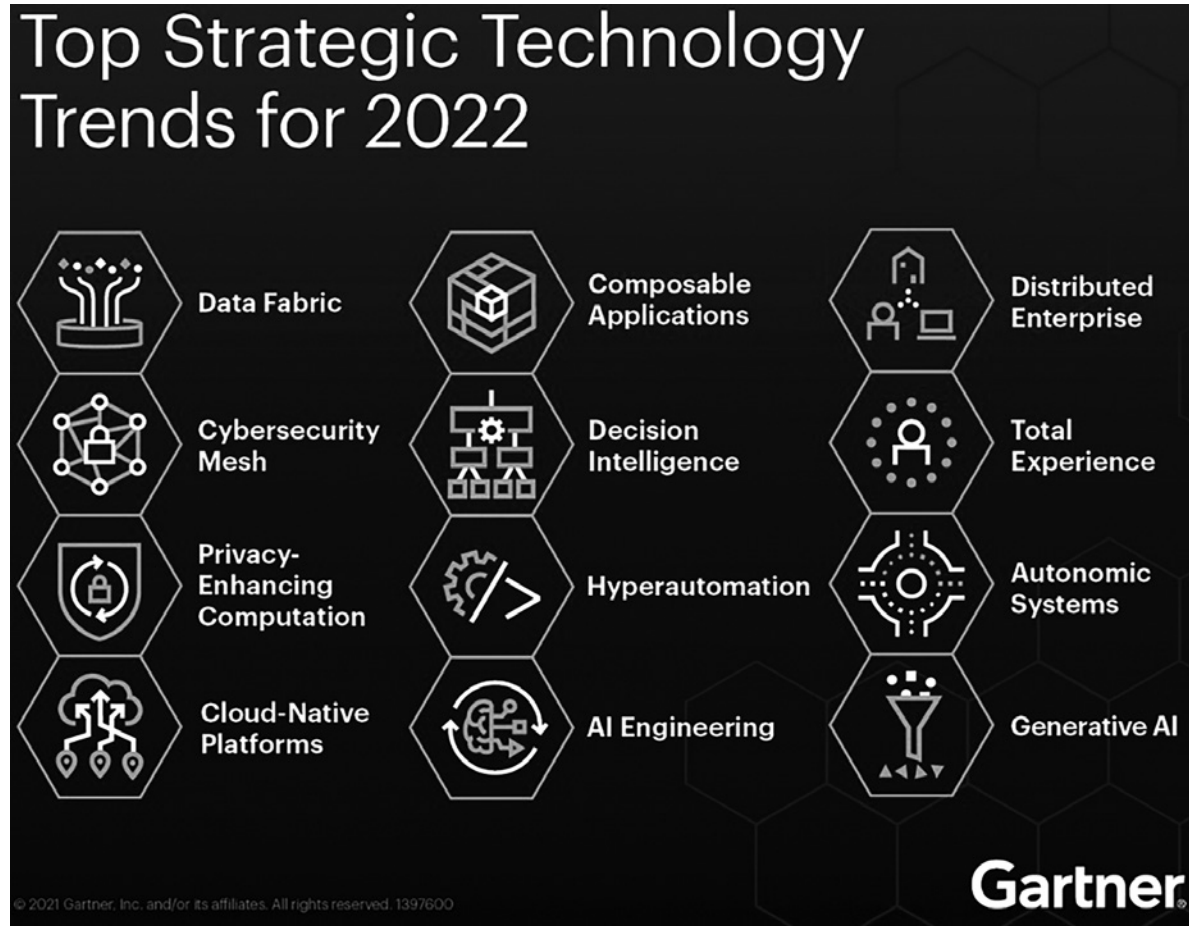 Top Strategic Technology
Trends for 2022
Data Fabric
Composable
Applications
Distributed
Enterprise
Cybersecurity
Mesh
Decision
Intelligence
Total
Experience
Privacy-
Enhancing
Computation
Hyperautomation
Autonomic
Systems
Cloud-Native
Platforms
AI Engineering
Generative AI
© 2021 Gartner, Inc. and/or its affiliates. All rights reserved. 1397600
Gartner®